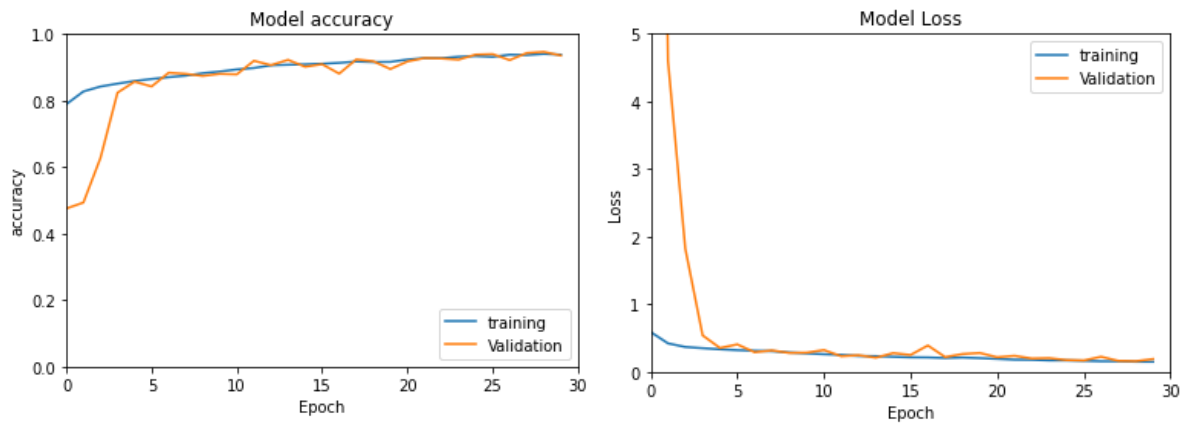 Model accuracy
1.0
0.8
0.6
0.4
0.2
0.0
accuracy
training
Validation
0 5 10 15 20 25 30
Epoch
Model Loss
5
4
3
2
1
0
Loss
training
Validation
0 5 10 15 20 25 30
Epoch